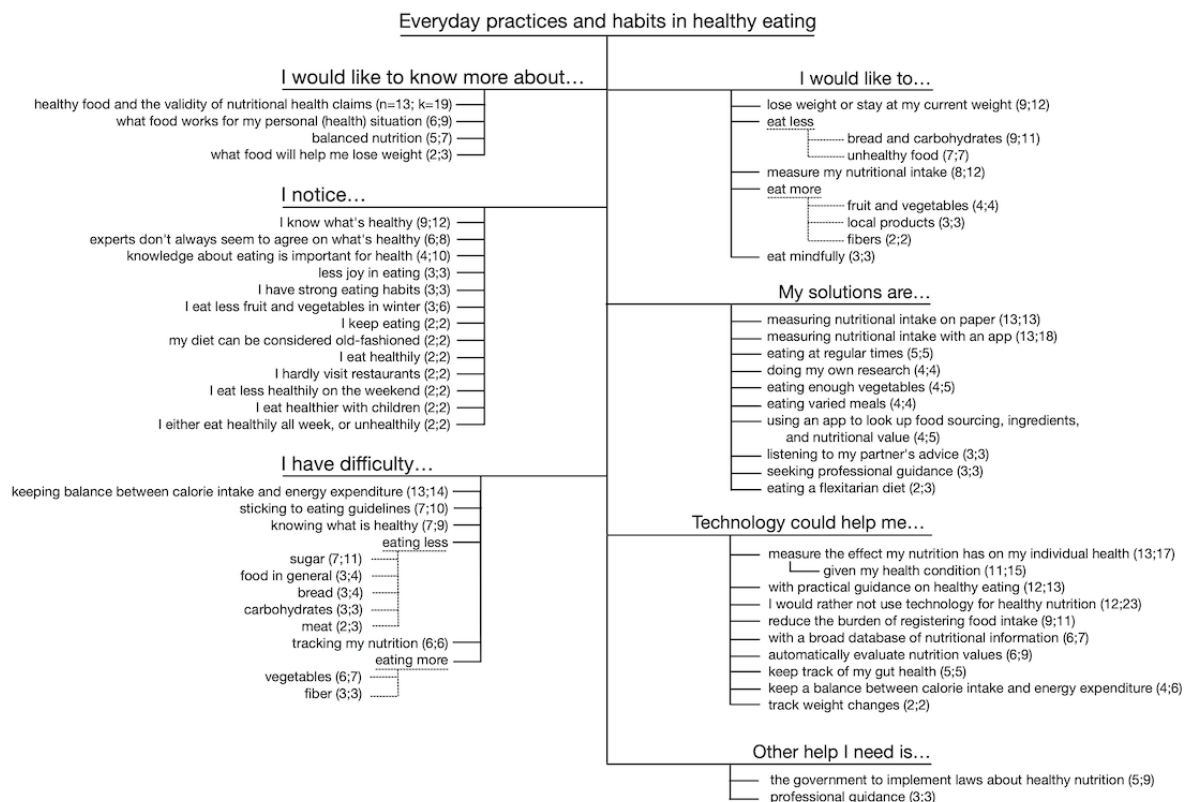 Everyday practices and habits in healthy eating
I would like to know more about…
healthy food and the validity of nutritional health claims (n=13; k=19)
what food works for my personal (health) situation (6;9)
balanced nutrition (5;7)
what food will help me lose weight (2;3)
I notice…
I know what's healthy (9;12)
experts don't always seem to agree on what's healthy (6;8)
knowledge about eating is important for health (4;10)
less joy in eating (3;3)
I have strong eating habits (3;3)
I eat less fruit and vegetables in winter (3;6)
I keep eating (2;2)
my diet can be considered old-fashioned (2;2)
I eat healthily (2;2)
I hardly visit restaurants (2;2)
I eat less healthily on the weekend (2;2)
I eat healthier with children (2;2)
I either eat healthily all week, or unhealthily (2;2)
I have difficulty…
keeping balance between calorie intake and energy expenditure (13;14)
sticking to eating guidelines (7;10)
knowing what is healthy (7;9)
eating less
sugar (7;11)
food in general (3;4)
bread (3;4)
carbohydrates (3;3)
meat (2;3)
tracking my nutrition (6;6)
eating more
vegetables (6;7)
fiber (3;3)
I would like to…
lose weight or stay at my current weight (9;12)
eat less
bread and carbohydrates (9;11)
unhealthy food (7;7)
measure my nutritional intake (8;12)
eat more
fruit and vegetables (4;4)
local products (3;3)
fibers (2;2)
eat mindfully (3;3)
My solutions are…
measuring nutritional intake on paper (13;13)
measuring nutritional intake with an app (13;18)
eating at regular times (5;5)
doing my own research (4;4)
eating enough vegetables (4;5)
eating varied meals (4;4)
using an app to look up food sourcing, ingredients,
and nutritional value (4;5)
listening to my partner's advice (3;3)
seeking professional guidance (3;3)
eating a flexitarian diet (2;3)
Technology could help me…
measure the effect my nutrition has on my individual health (13;17)
given my health condition (11;15)
with practical guidance on healthy eating (12;13)
I would rather not use technology for healthy nutrition (12;23)
reduce the burden of registering food intake (9;11)
with a broad database of nutritional information (6;7)
automatically evaluate nutrition values (6;9)
keep track of my gut health (5;5)
keep a balance between calorie intake and energy expenditure (4;6)
track weight changes (2;2)
Other help I need is…
the government to implement laws about healthy nutrition (5;9)
professional guidance (3;3)